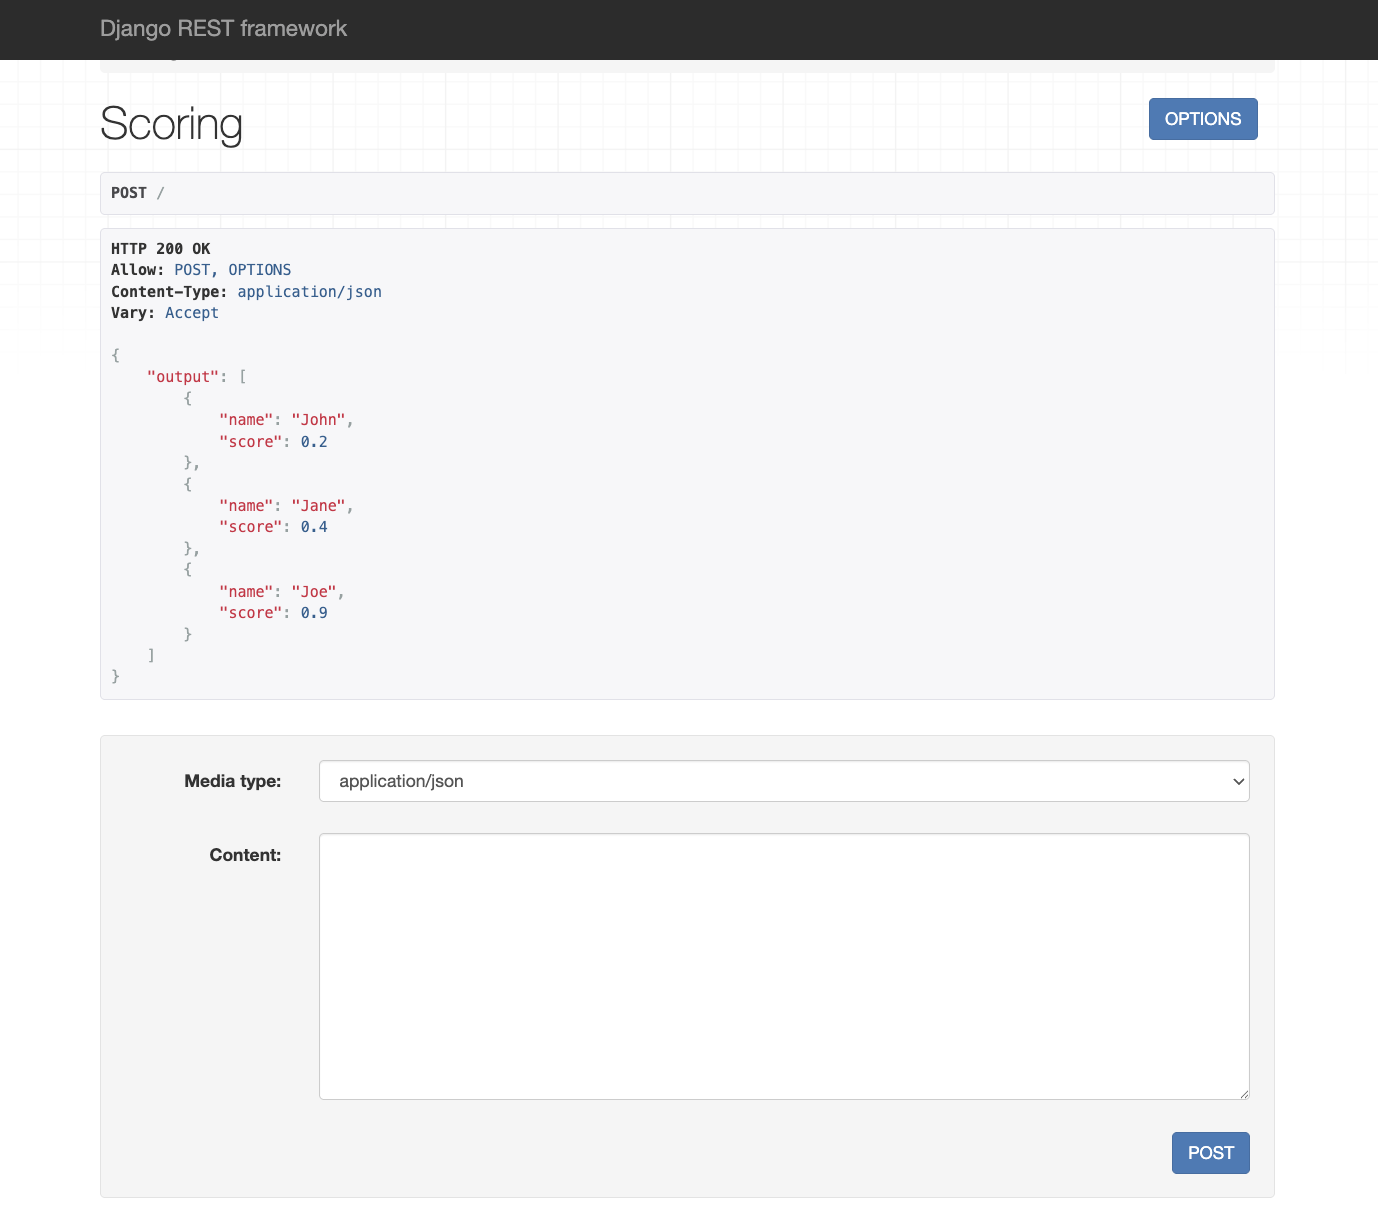 Django REST framework
Scoring
OPTIONS
POST /
HTTP 200 OK
Allow: POST, OPTIONS
Content-Type: application/json
Vary: Accept
{
    "output": [
        {
            "name": "John",
            "score": 0.2
        },
        {
            "name": "Jane",
            "score": 0.4
        },
        {
            "name": "Joe",
            "score": 0.9
        }
    ]
}
Media type:
application/json
Content:
POST